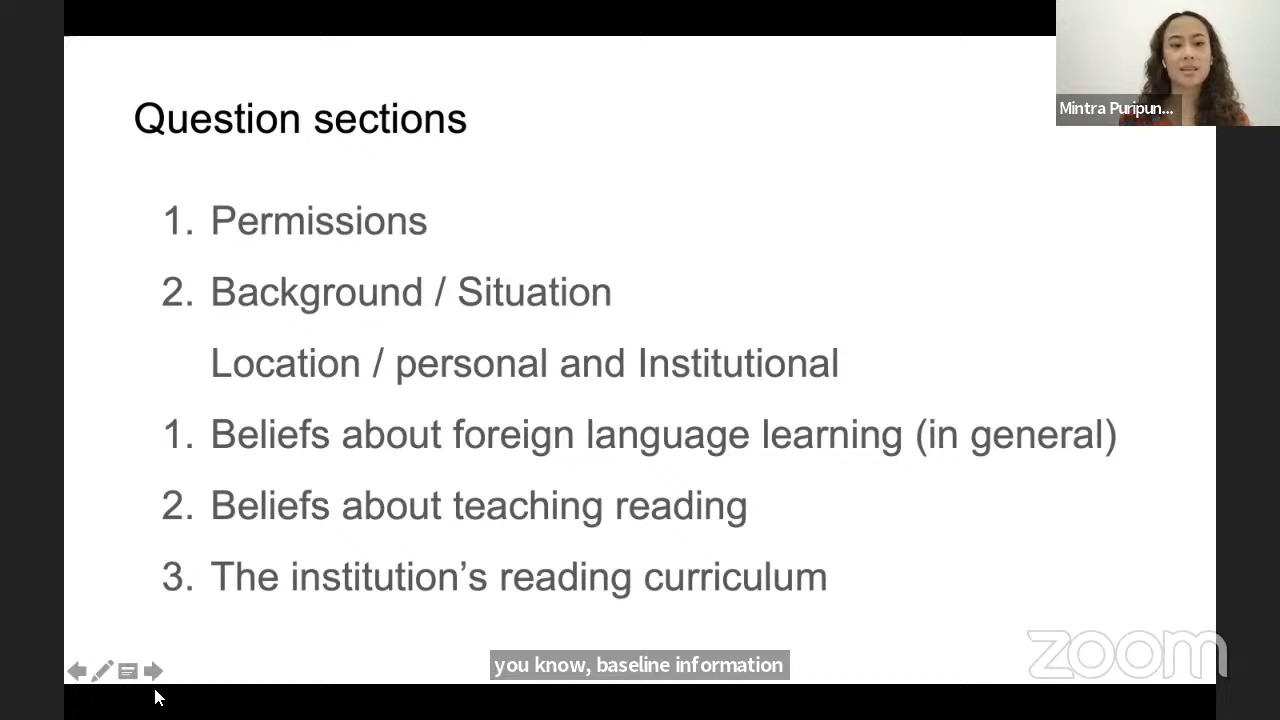 Mintra Puripun...
Question sections
1. Permissions
2. Background / Situation
Location / personal and Institutional
1. Beliefs about foreign language learning (in general)
2. Beliefs about teaching reading
3. The institution’s reading curriculum
you know, baseline information
zoom